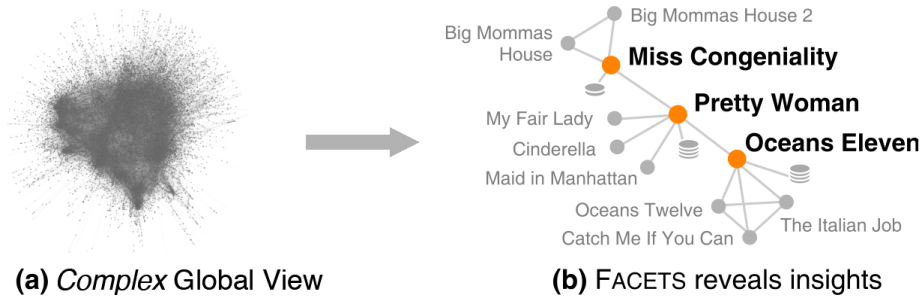 Big Mommas House 2
Big Mommas
House
Miss Congeniality
Pretty Woman
My Fair Lady
Cinderella
Maid in Manhattan
Oceans Eleven
Oceans Twelve
The Italian Job
Catch Me If You Can
(a) Complex Global View
(b) FACETS reveals insights